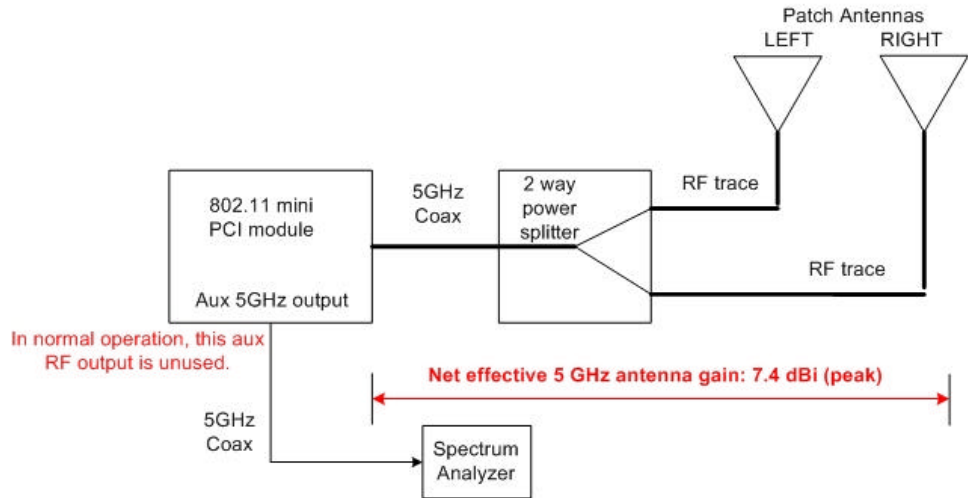 Patch Antennas
LEFT
RIGHT
802.11 mini
PCI module
Aux 5GHz output
5GHz
Coax
2 way
power
splitter
RF trace
RF trace
In normal operation, this aux
RF output is unused.
Net effective 5 GHz antenna gain: 7.4 dBi (peak)
5GHz
Coax
Spectrum
Analyzer